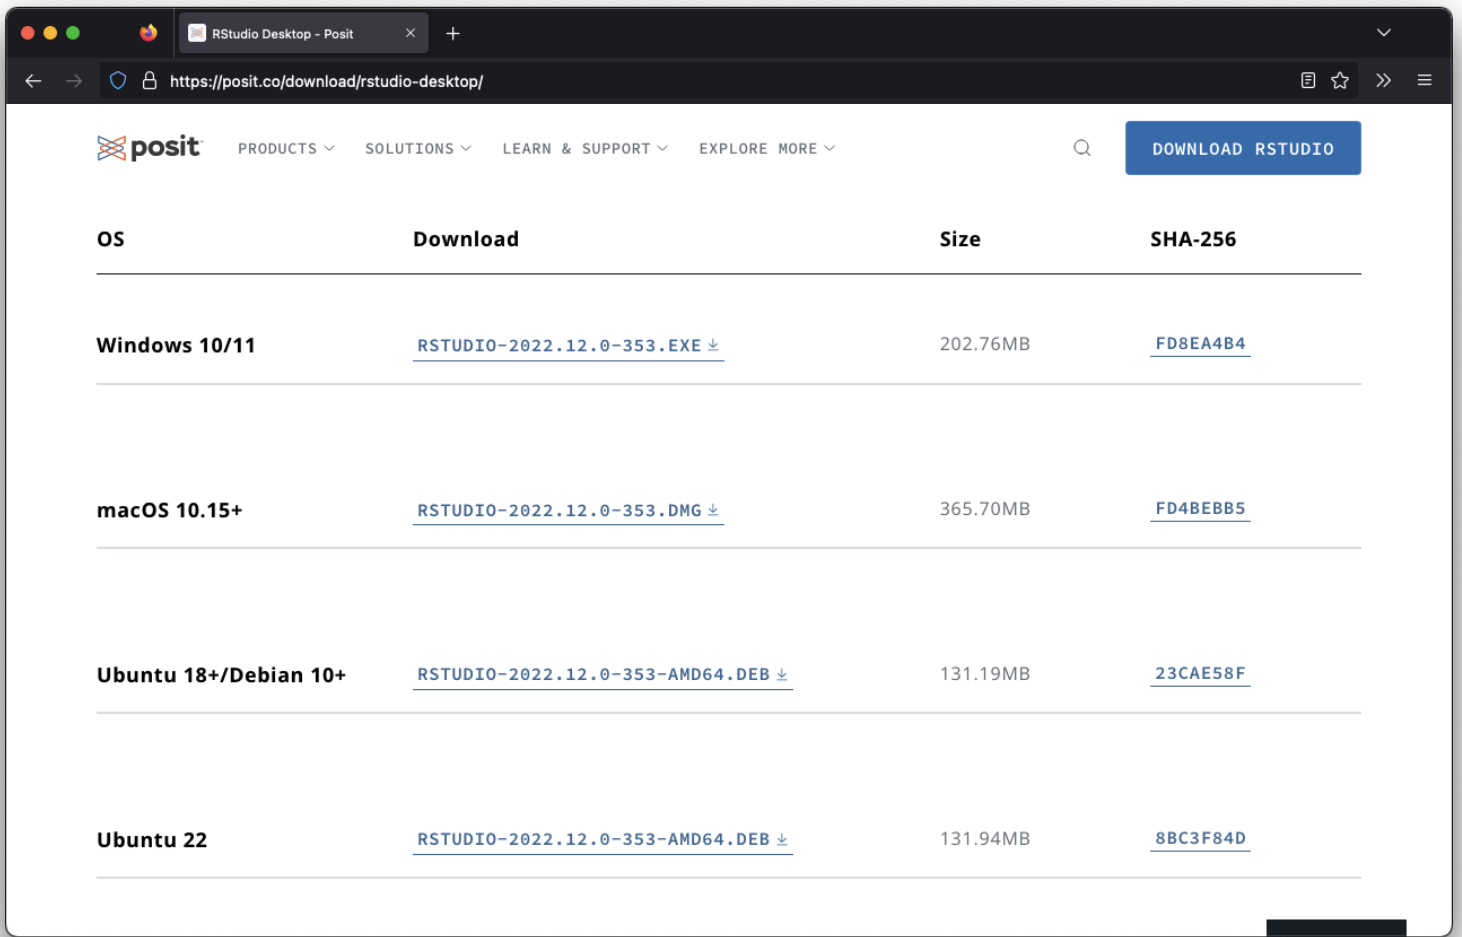 RStudio Desktop - Posit
https://posit.co/download/rstudio-desktop/
posit PRODUCTS SOLUTIONS LEARN & SUPPORT EXPLORE MORE DOWNLOAD RSTUDIO
OS Download Size SHA-256
Windows 10/11 RSTUDIO-2022.12.0-353.EXE 202.76MB FD8EA4B4
macOS 10.15+ RSTUDIO-2022.12.0-353.DMG 365.70MB FD4BEBB5
Ubuntu 18+/Debian 10+ RSTUDIO-2022.12.0-353-AMD64.DEB 131.19MB 23CAE58F
Ubuntu 22 RSTUDIO-2022.12.0-353-AMD64.DEB 131.94MB 8BC3F84D